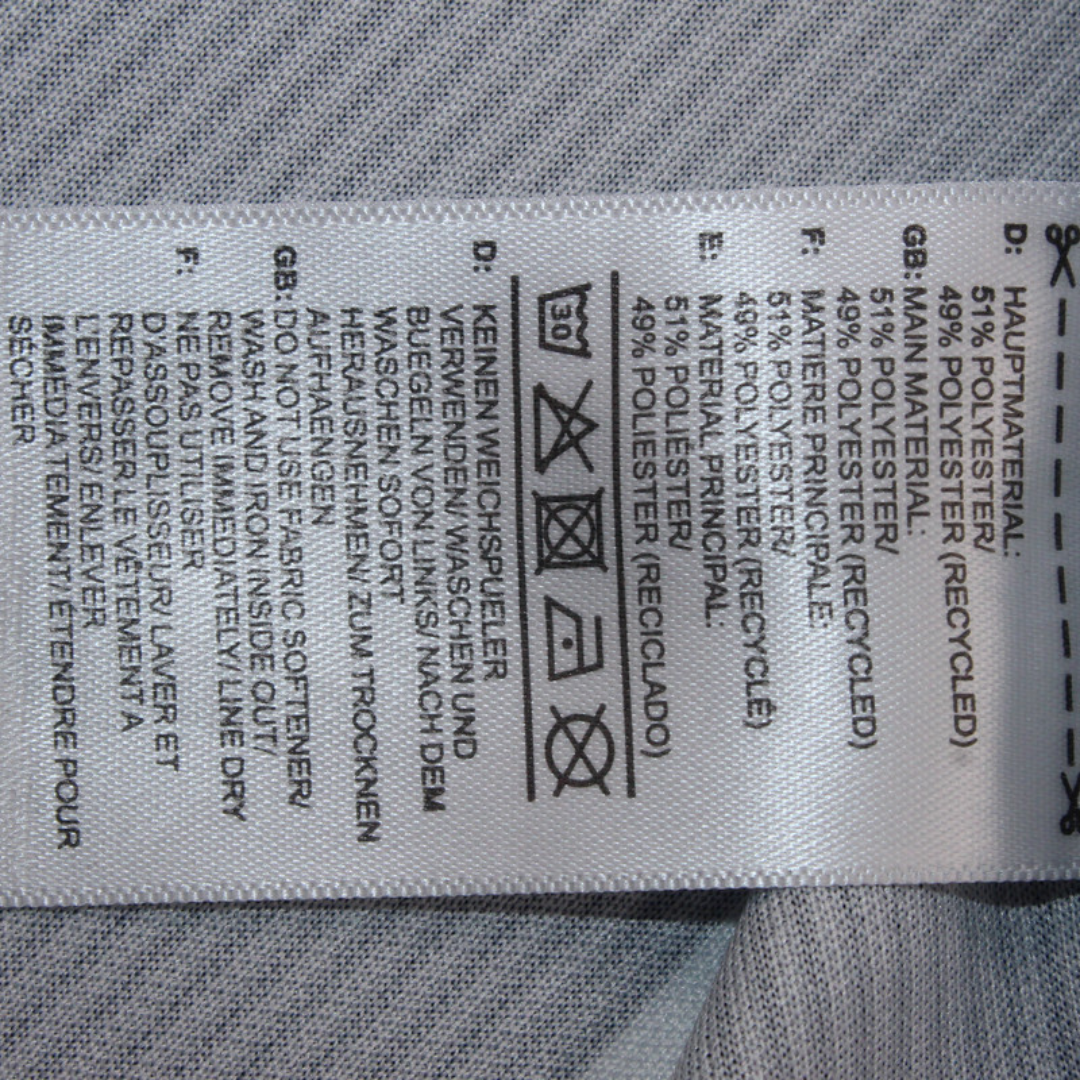 D: HAUPTMATERIAL:
51% POLYESTER/
49% POLYESTER (RECYCLED)
GB: MAIN MATERIAL:
51% POLYESTER/
49% POLYESTER (RECYCLED)
F: MATIERE PRINCIPALE:
51% POLYESTER/
49% POLYESTER (RECYCLÉ)
E: MATERIAL PRINCIPAL:
51% POLIÉSTER/
49% POLIÉSTER (RECICLADO)
30
D: KEINEN WEICHSPUELER
VERWENDEN/ WASCHEN UND
BUEGELN VON LINKS/ NACH DEM
WASCHEN SOFORT
HERAUSNEHMEN/ ZUM TROCKNEN
AUFHAENGEN
GB: DO NOT USE FABRIC SOFTENER/
WASH AND IRON INSIDE OUT/
REMOVE IMMEDIATELY/ LINE DRY
F: NE PAS UTLISER
D'ASSOUPLISSEUR/ LAVER ET
REPASSER LE VÊTEMENT A
L'ENVERS/ ENLEVER
IMMÉDIATEMENT/ ÉTENDRE POUR
SÉCHER